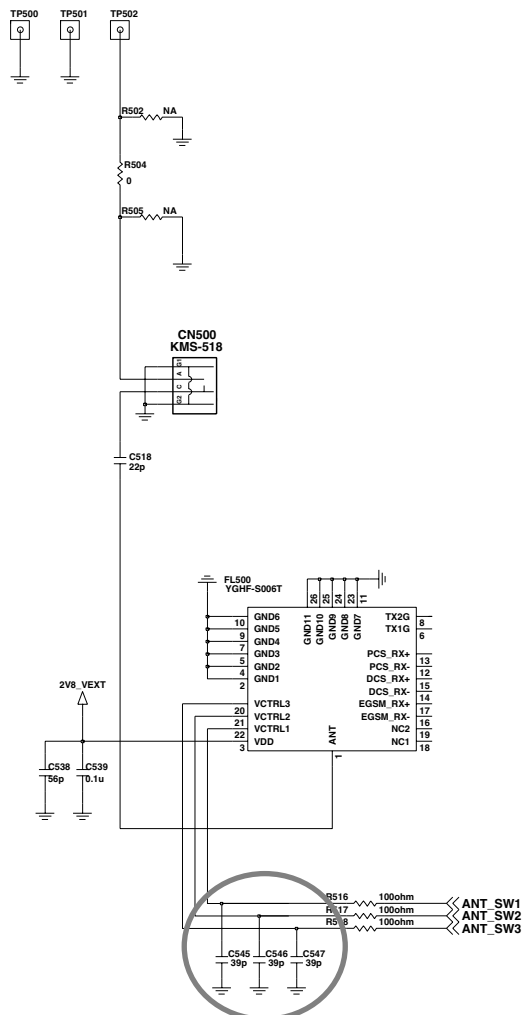 TP500 TP501 TP502
R502 NA
R504
0
R505 NA
CN500
KMS-518
G1
A
C
G2
C518
22p
FL500
YGHF-S006T
26 25 24 23 11
GND11 GND10 GND9 GND8 GND7
GND6
10
GND5
9
GND4
7
GND3
5
GND2
4
GND1
2
VCTRL3
20
VCTRL2
21
VCTRL1
22
VDD
3
ANT
1
TX2G
8
TX1G
6
PCS_RX+
13
PCS_RX-
12
DCS_RX+
15
DCS_RX-
14
EGSM_RX+
17
EGSM_RX-
16
NC2
19
NC1
18
2V8_VEXT
C538 C539
56p 0.1u
R516 100ohm ANT_SW1
R517 100ohm ANT_SW2
R518 100ohm ANT_SW3
C545 C546 C547
39p 39p 39p